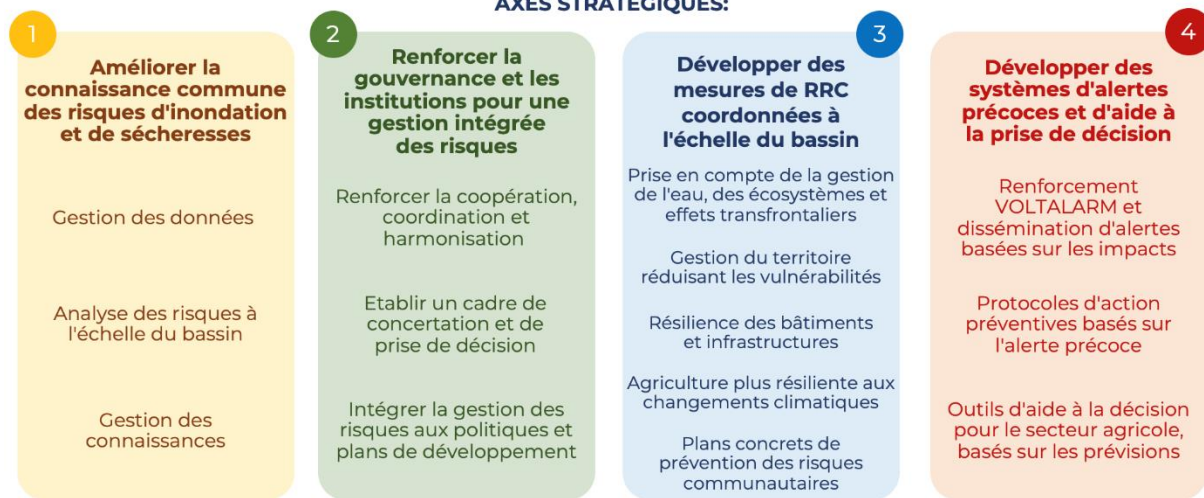 AXES STRATÉGIQUES:
1
Améliorer la
connaissance commune
des risques d'inondation
et de sécheresses
Gestion des données
Analyse des risques à
l'échelle du bassin
Gestion des
connaissances
2
Renforcer la
gouvernance et les
institutions pour une
gestion intégrée
des risques
Renforcer la coopération,
coordination et
harmonisation
Etablir un cadre de
concertation et de
prise de décision
Intégrer la gestion des
risques aux politiques et
plans de développement
3
Développer des
mesures de RRC
coordonnées à
l'échelle du bassin
Prise en compte de la gestion
de l'eau, des écosystèmes et
effets transfrontaliers
Gestion du territoire
réduisant les vulnérabilités
Résilience des bâtiments
et infrastructures
Agriculture plus résiliente aux
changements climatiques
Plans concrets de
prévention des risques
communautaires
4
Développer des
systèmes d'alertes
précoces et d'aide à
la prise de décision
Renforcement
VOLTALARM et
dissémination d'alertes
basées sur les impacts
Protocoles d'action
préventives basés sur
l'alerte précoce
Outils d'aide à la décision
pour le secteur agricole,
basés sur les prévisions